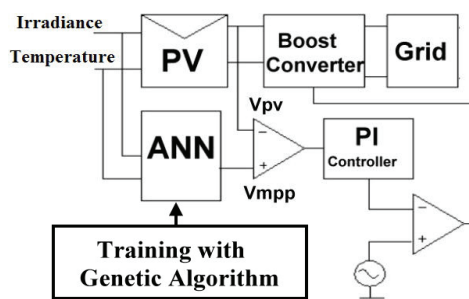 Irradiance
Temperature
PV
Boost
Converter
Grid
Vpv
ANN
Vmpp
PI
Controller
−
+
−
+
Training with
Genetic Algorithm